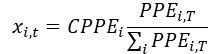 x_{i,t} = CPPE_i \frac{PPE_{i,T}}{\sum_i PPE_{i,T}}